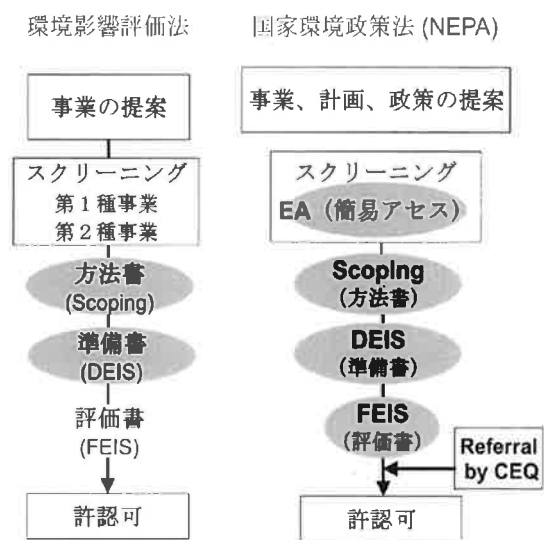 環境影響評価法
事業の提案
スクリーニング
第1種事業
第2種事業
方法書
(Scoping)
準備書
(DEIS)
評価書
(FEIS)
許認可
国家環境政策法 (NEPA)
事業、計画、政策の提案
スクリーニング
EA（簡易アセス）
Scoping
(方法書)
DEIS
(準備書)
FEIS
(評価書)
Referral
by CEQ
許認可